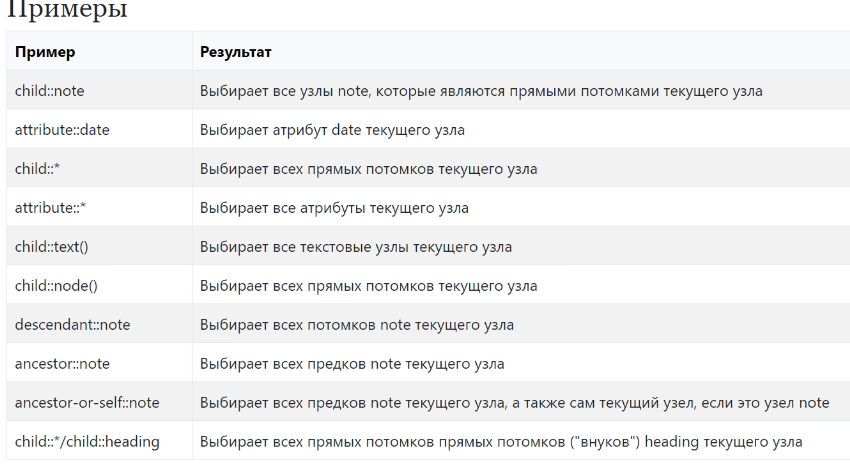 Примеры
Пример Результат
child::note Выбирает все узлы note, которые являются прямыми потомками текущего узла
attribute::date Выбирает атрибут date текущего узла
child::* Выбирает всех прямых потомков текущего узла
attribute::* Выбирает все атрибуты текущего узла
child::text() Выбирает все текстовые узлы текущего узла
child::node() Выбирает всех прямых потомков текущего узла
descendant::note Выбирает всех потомков note текущего узла
ancestor::note Выбирает всех предков note текущего узла
ancestor-or-self::note Выбирает всех предков note текущего узла, а также сам текущий узел, если это узел note
child::*/child::heading Выбирает всех прямых потомков прямых потомков ("внуков") heading текущего узла